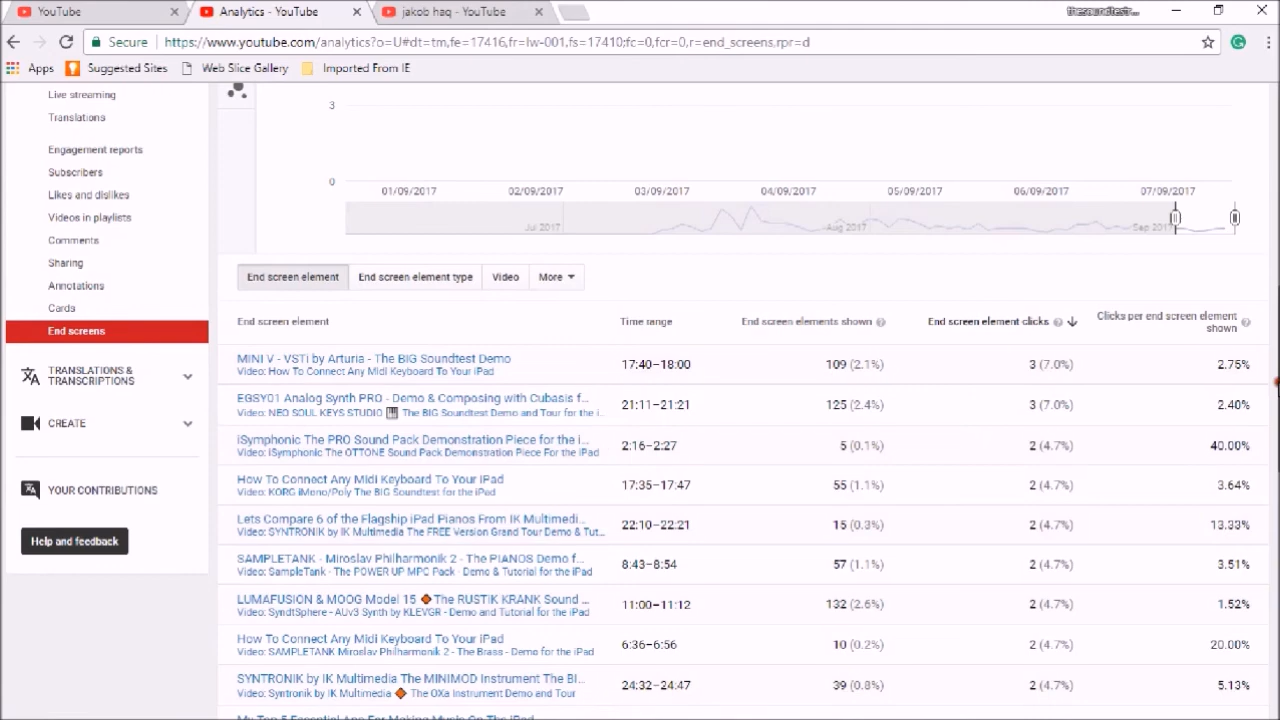 YouTube
Analytics - YouTube
jakob haq - YouTube
thesoundtestr...
Secure
https://www.youtube.com/analytics?o=U#dt=tm,fe=17416,fr=lw-001,fs=17410;fc=0,fcr=0,r=end_screens,rpr=d
Apps
Suggested Sites
Web Slice Gallery
Imported From IE
Live streaming
Translations
Engagement reports
Subscribers
Likes and dislikes
Videos in playlists
Comments
Sharing
Annotations
Cards
End screens
TRANSLATIONS &
TRANSCRIPTIONS
CREATE
YOUR CONTRIBUTIONS
Help and feedback
3
0
01/09/2017 02/09/2017 03/09/2017 04/09/2017 05/09/2017 06/09/2017 07/09/2017
Jul 2017 Aug 2017 Sep 2017
End screen element End screen element type Video More
End screen element Time range End screen elements shown End screen element clicks Clicks per end screen element
shown
MINI V - VSTi by Arturia - The BIG Soundtest Demo
Video: How To Connect Any Midi Keyboard To Your iPad
17:40–18:00 109 (2.1%) 3 (7.0%) 2.75%
EGSY01 Analog Synth PRO - Demo & Composing with Cubasis f...
Video: NEO SOUL KEYS STUDIO 🎹 The BIG Soundtest Demo and Tour for the i...
21:11–21:21 125 (2.4%) 3 (7.0%) 2.40%
iSymphonic The PRO Sound Pack Demonstration Piece for the i...
Video: iSymphonic The OTTONE Sound Pack Demonstration Piece For the iPad
2:16–2:27 5 (0.1%) 2 (4.7%) 40.00%
How To Connect Any Midi Keyboard To Your iPad
Video: KORG iMono/Poly The BIG Soundtest for the iPad
17:35–17:47 55 (1.1%) 2 (4.7%) 3.64%
Lets Compare 6 of the Flagship iPad Pianos From IK Multimedi...
Video: SYNTRONIK by IK Multimedia The FREE Version Grand Tour Demo & Tut...
22:10–22:21 15 (0.3%) 2 (4.7%) 13.33%
SAMPLETANK - Miroslav Philharmonik 2 - The PIANOS Demo f...
Video: SampleTank - The POWER UP MPC Pack - Demo & Tutorial for the iPad
8:43–8:54 57 (1.1%) 2 (4.7%) 3.51%
LUMAFUSION & MOOG Model 15 🔶The RUSTIK KRANK Sound ...
Video: SyndtSphere - AUv3 Synth by KLEVGR - Demo and Tutorial for the iPad
11:00–11:12 132 (2.6%) 2 (4.7%) 1.52%
How To Connect Any Midi Keyboard To Your iPad
Video: SAMPLETANK Miroslav Philharmonik 2 - The Brass - Demo for the iPad
6:36–6:56 10 (0.2%) 2 (4.7%) 20.00%
SYNTRONIK by IK Multimedia The MINIMOD Instrument The BI...
Video: Syntronik by IK Multimedia 🔶 The OXa Instrument Demo and Tour
24:32–24:47 39 (0.8%) 2 (4.7%) 5.13%
My Top 5 Essential App For Making Music On The iPad